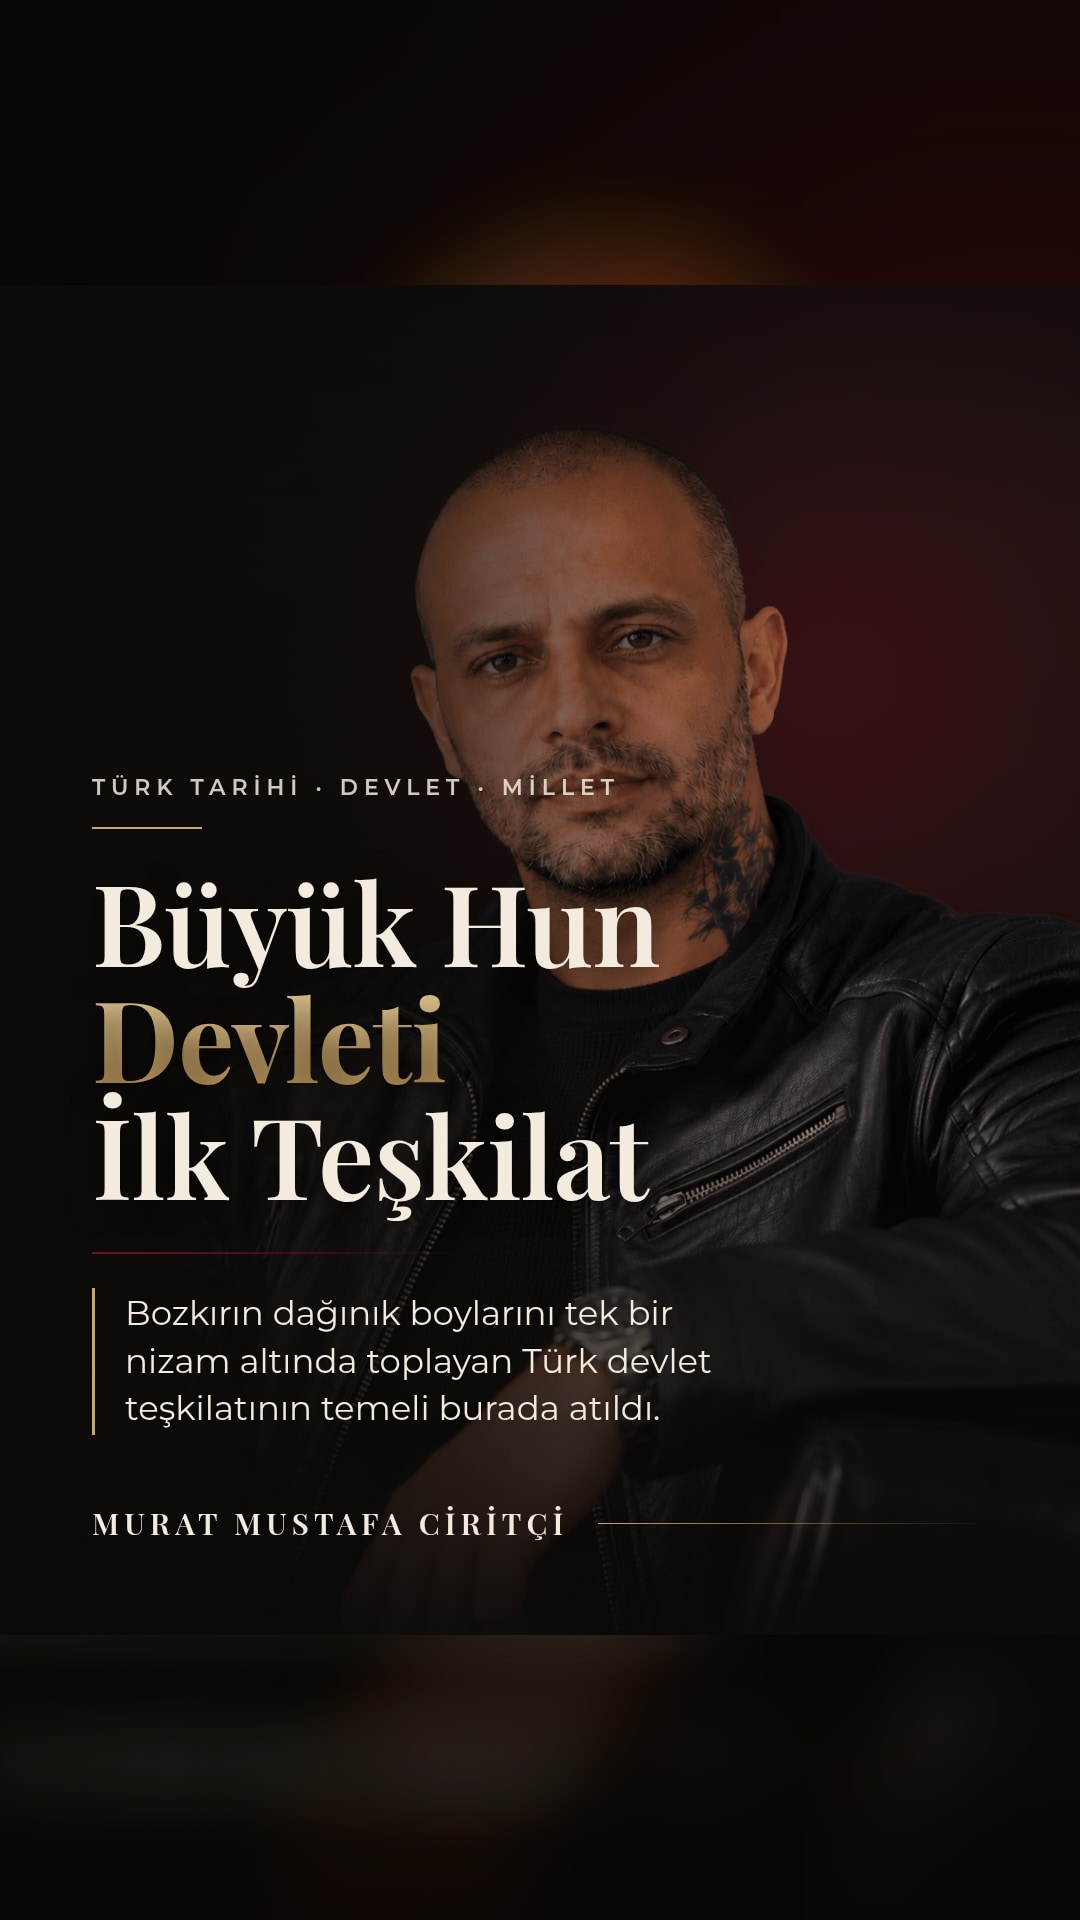 TÜRK TARİHİ · DEVLET · MİLLET
Büyük Hun
Devleti
İlk Teşkilat
Bozkırın dağınık boylarını tek bir
nizam altında toplayan Türk devlet
teşkilatının temeli burada atıldı.
MURAT MUSTAFA CİRİTÇİ